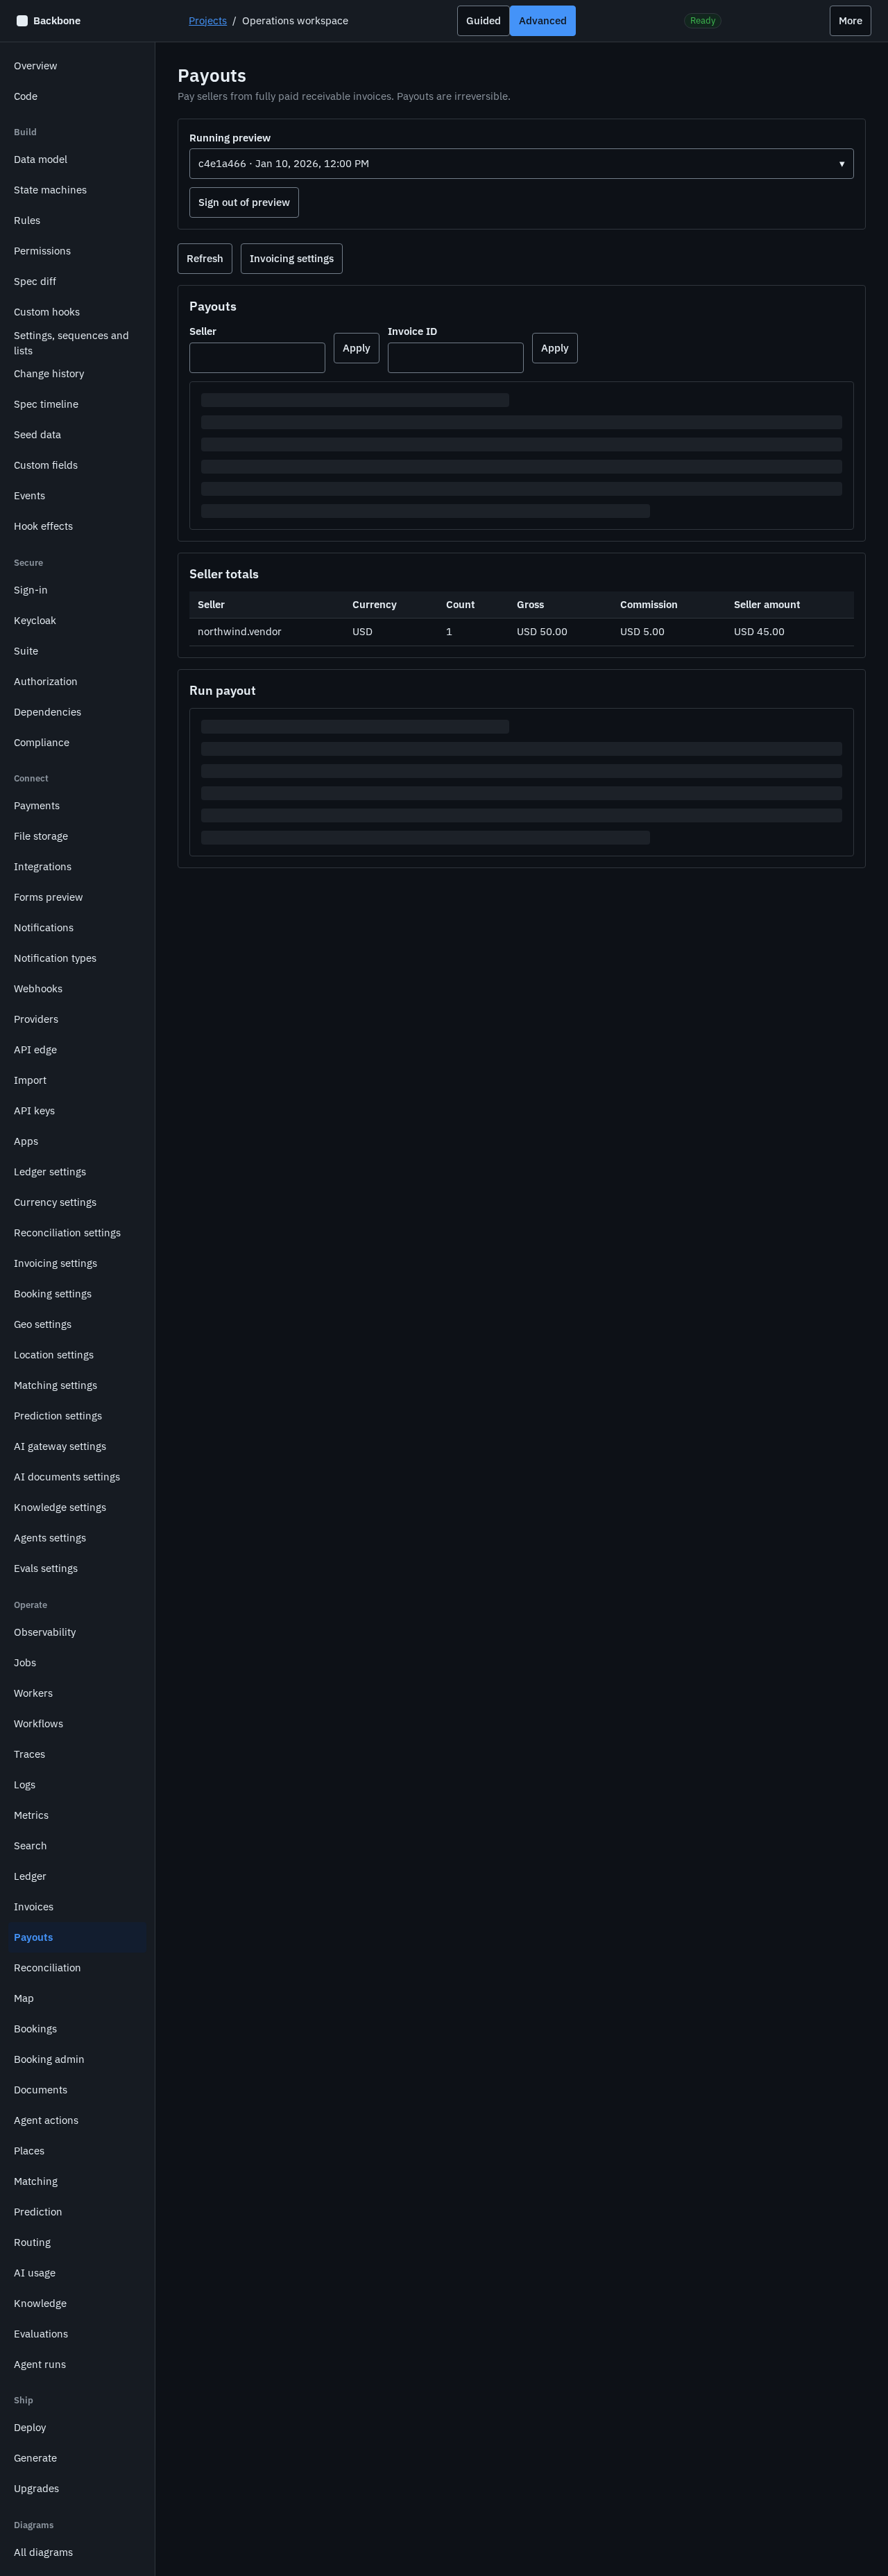 Backbone
Projects / Operations workspace
Guided
Advanced
Ready
More
Overview
Code
Build
Data model
State machines
Rules
Permissions
Spec diff
Custom hooks
Settings, sequences and
lists
Change history
Spec timeline
Seed data
Custom fields
Events
Hook effects
Secure
Sign-in
Keycloak
Suite
Authorization
Dependencies
Compliance
Connect
Payments
File storage
Integrations
Forms preview
Notifications
Notification types
Webhooks
Providers
API edge
Import
API keys
Apps
Ledger settings
Currency settings
Reconciliation settings
Invoicing settings
Booking settings
Geo settings
Location settings
Matching settings
Prediction settings
AI gateway settings
AI documents settings
Knowledge settings
Agents settings
Evals settings
Operate
Observability
Jobs
Workers
Workflows
Traces
Logs
Metrics
Search
Ledger
Invoices
Payouts
Reconciliation
Map
Bookings
Booking admin
Documents
Agent actions
Places
Matching
Prediction
Routing
AI usage
Knowledge
Evaluations
Agent runs
Ship
Deploy
Generate
Upgrades
Diagrams
All diagrams
Payouts
Pay sellers from fully paid receivable invoices. Payouts are irreversible.
Running preview
c4e1a466 · Jan 10, 2026, 12:00 PM
Sign out of preview
Refresh
Invoicing settings
Payouts
Seller
Apply
Invoice ID
Apply
Seller totals
Seller Currency Count Gross Commission Seller amount
northwind.vendor USD 1 USD 50.00 USD 5.00 USD 45.00
Run payout